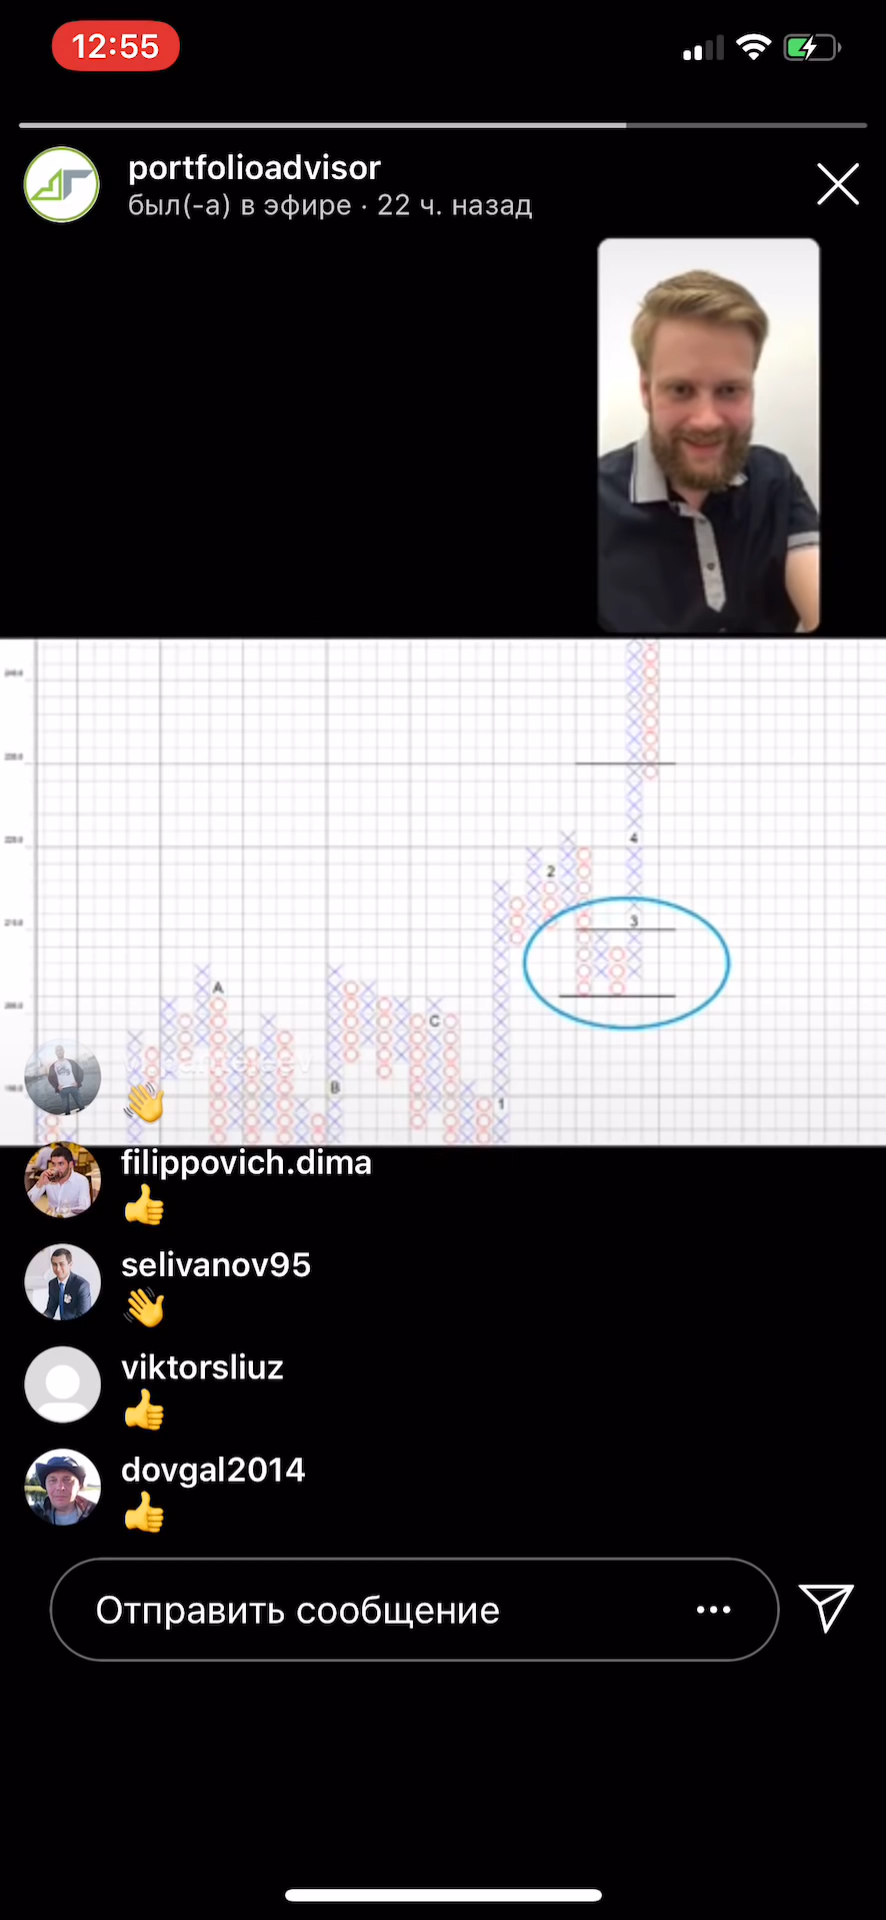 12:55
portfolioadvisor
был(-а) в эфире · 22 ч. назад
4
2
3
A
C
B
1
filippovich.dima
selivanov95
viktorsliuz
dovgal2014
Отправить сообщение